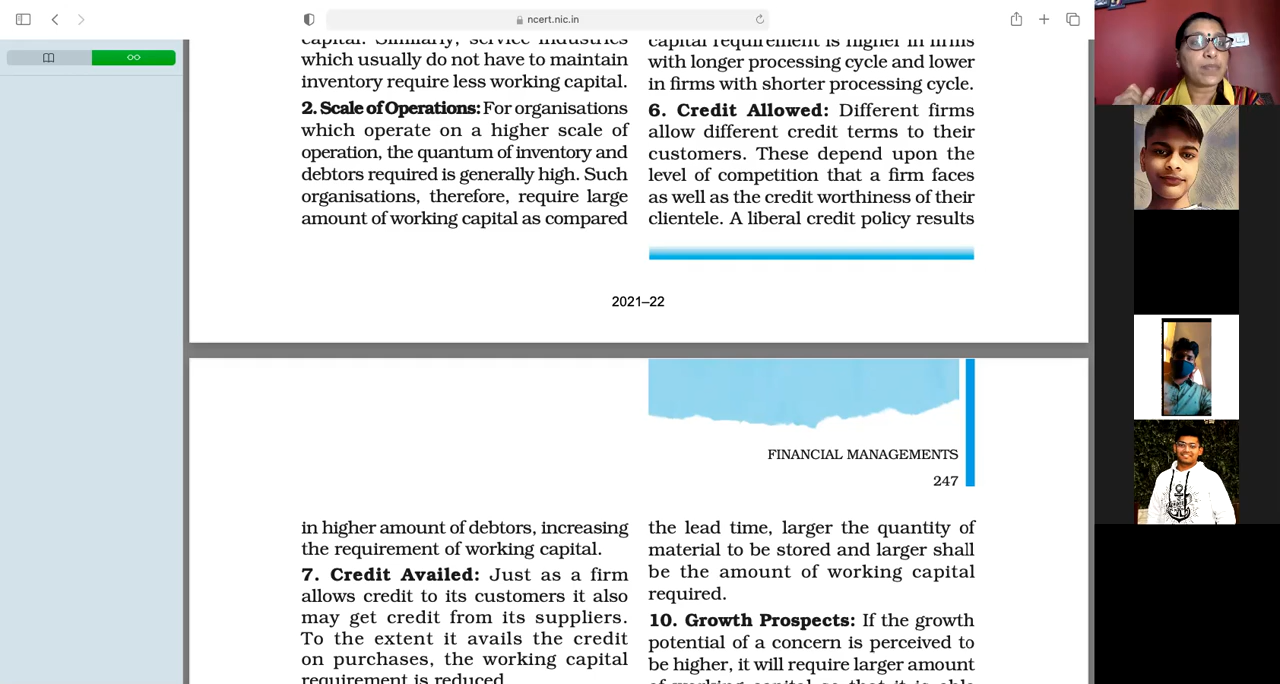 ncert.nic.in
capital. Similarly, service industries
which usually do not have to maintain
inventory require less working capital.
2. Scale of Operations: For organisations
which operate on a higher scale of
operation, the quantum of inventory and
debtors required is generally high. Such
organisations, therefore, require large
amount of working capital as compared
capital requirement is higher in firms
with longer processing cycle and lower
in firms with shorter processing cycle.
6. Credit Allowed: Different firms
allow different credit terms to their
customers. These depend upon the
level of competition that a firm faces
as well as the credit worthiness of their
clientele. A liberal credit policy results
2021–22
FINANCIAL MANAGEMENTS
247
in higher amount of debtors, increasing
the requirement of working capital.
7. Credit Availed: Just as a firm
allows credit to its customers it also
may get credit from its suppliers.
To the extent it avails the credit
on purchases, the working capital
requirement is reduced
the lead time, larger the quantity of
material to be stored and larger shall
be the amount of working capital
required.
10. Growth Prospects: If the growth
potential of a concern is perceived to
be higher, it will require larger amount
of working capital so that it is able